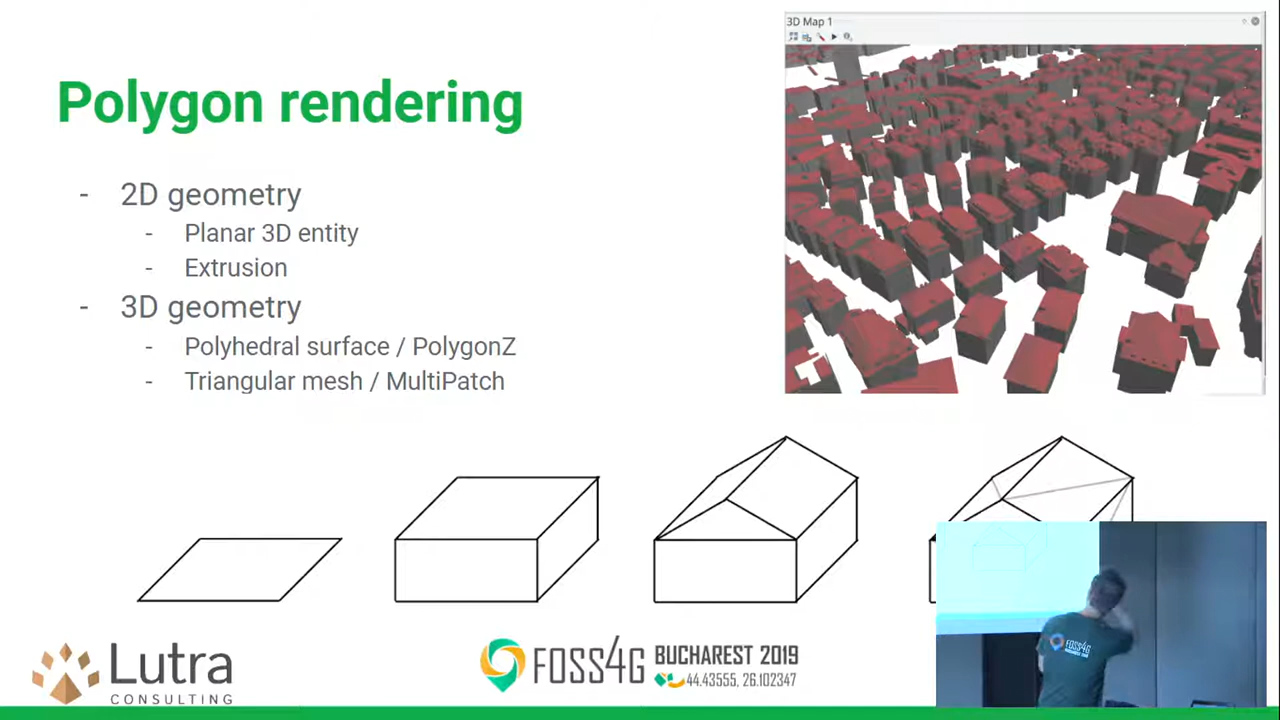 3D Map 1
Polygon rendering
- 2D geometry
- Planar 3D entity
- Extrusion
- 3D geometry
- Polyhedral surface / PolygonZ
- Triangular mesh / MultiPatch
Lutra
CONSULTING
FOSS4G BUCHAREST 2019
44.43555, 26.102347
FOSS4G